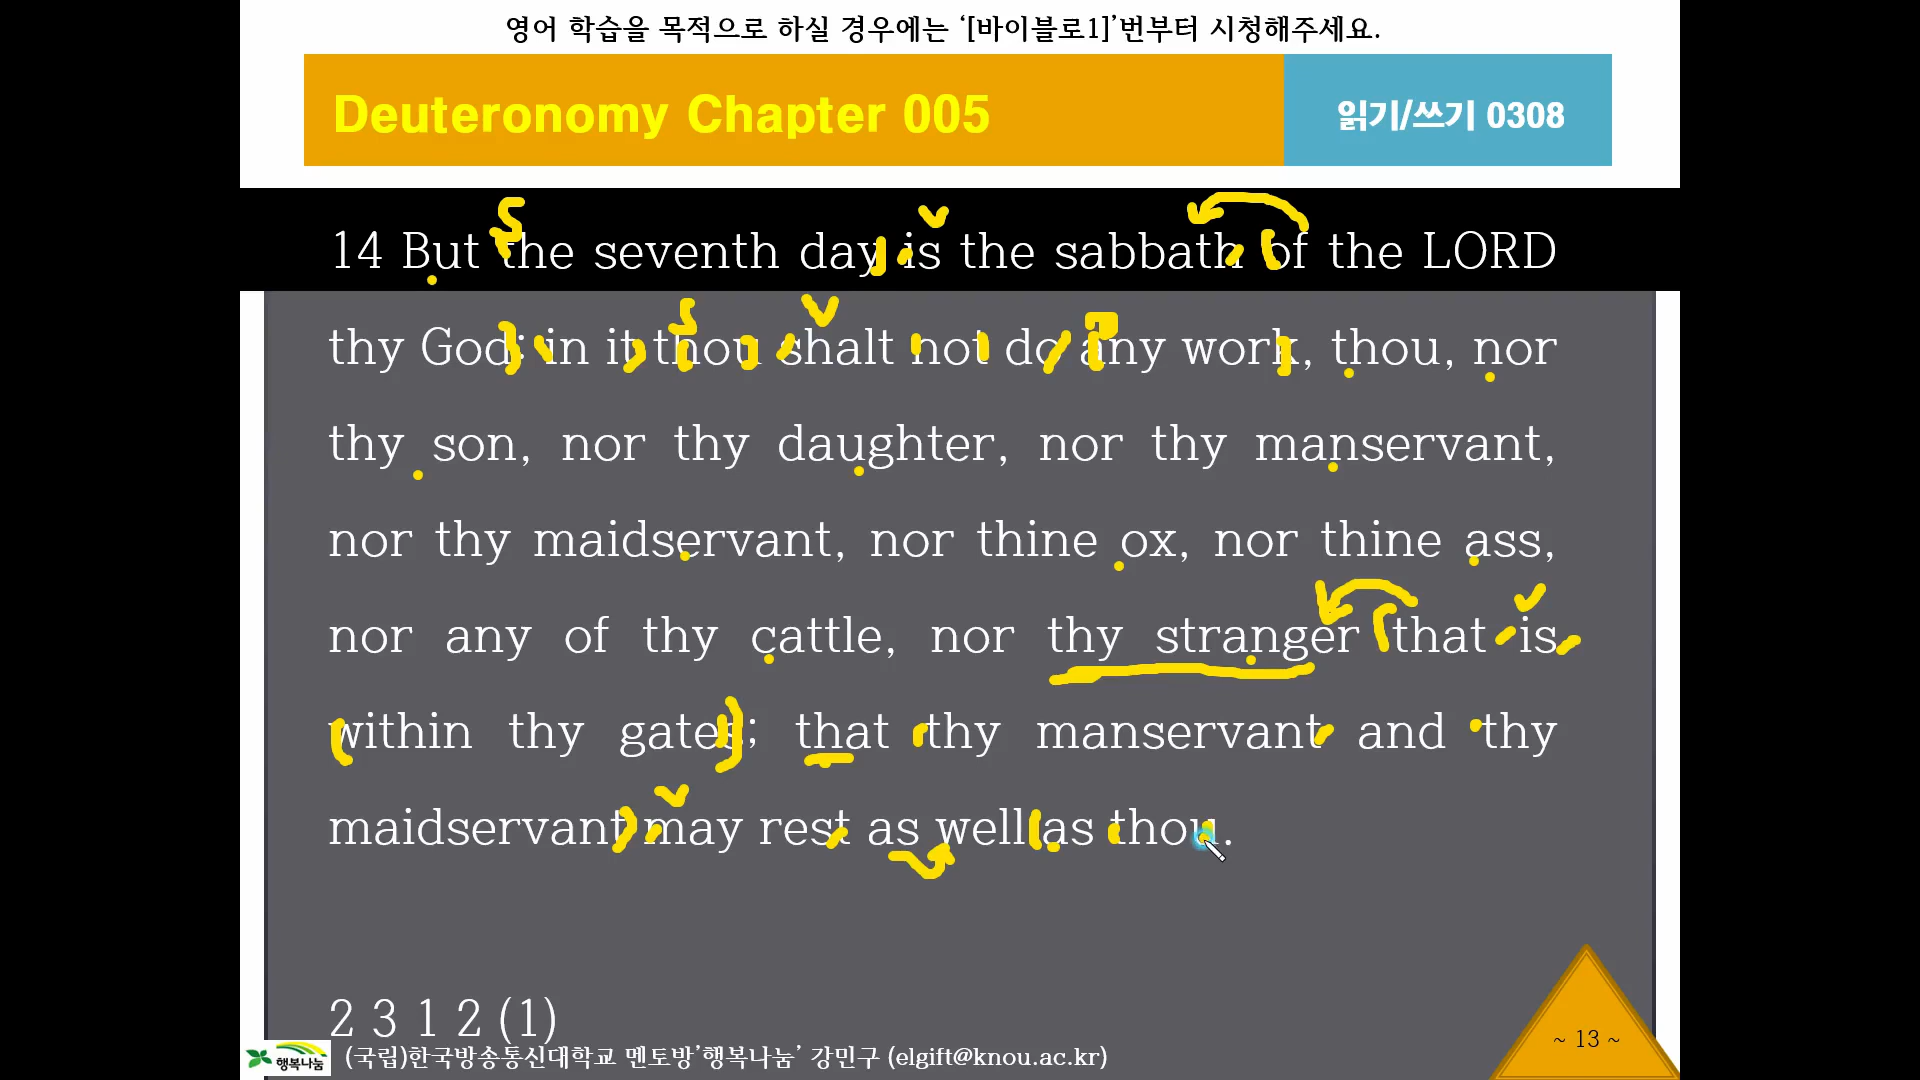 영어 학습을 목적으로 하실 경우에는 ‘[바이블로1]’번부터 시청해주세요.
Deuteronomy Chapter 005
읽기/쓰기 0308
14 But the seventh day is the sabbath of the LORD
thy God: in it thou shalt not do any work, thou, nor
thy son, nor thy daughter, nor thy manservant,
nor thy maidservant, nor thine ox, nor thine ass,
nor any of thy cattle, nor thy stranger that is
within thy gates; that thy manservant and thy
maidservant may rest as well as thou.
2 3 1 2 (1)
~ 13 ~
행복나눔
(국립)한국방송통신대학교 멘토방’행복나눔’ 강민구 (elgift@knou.ac.kr)